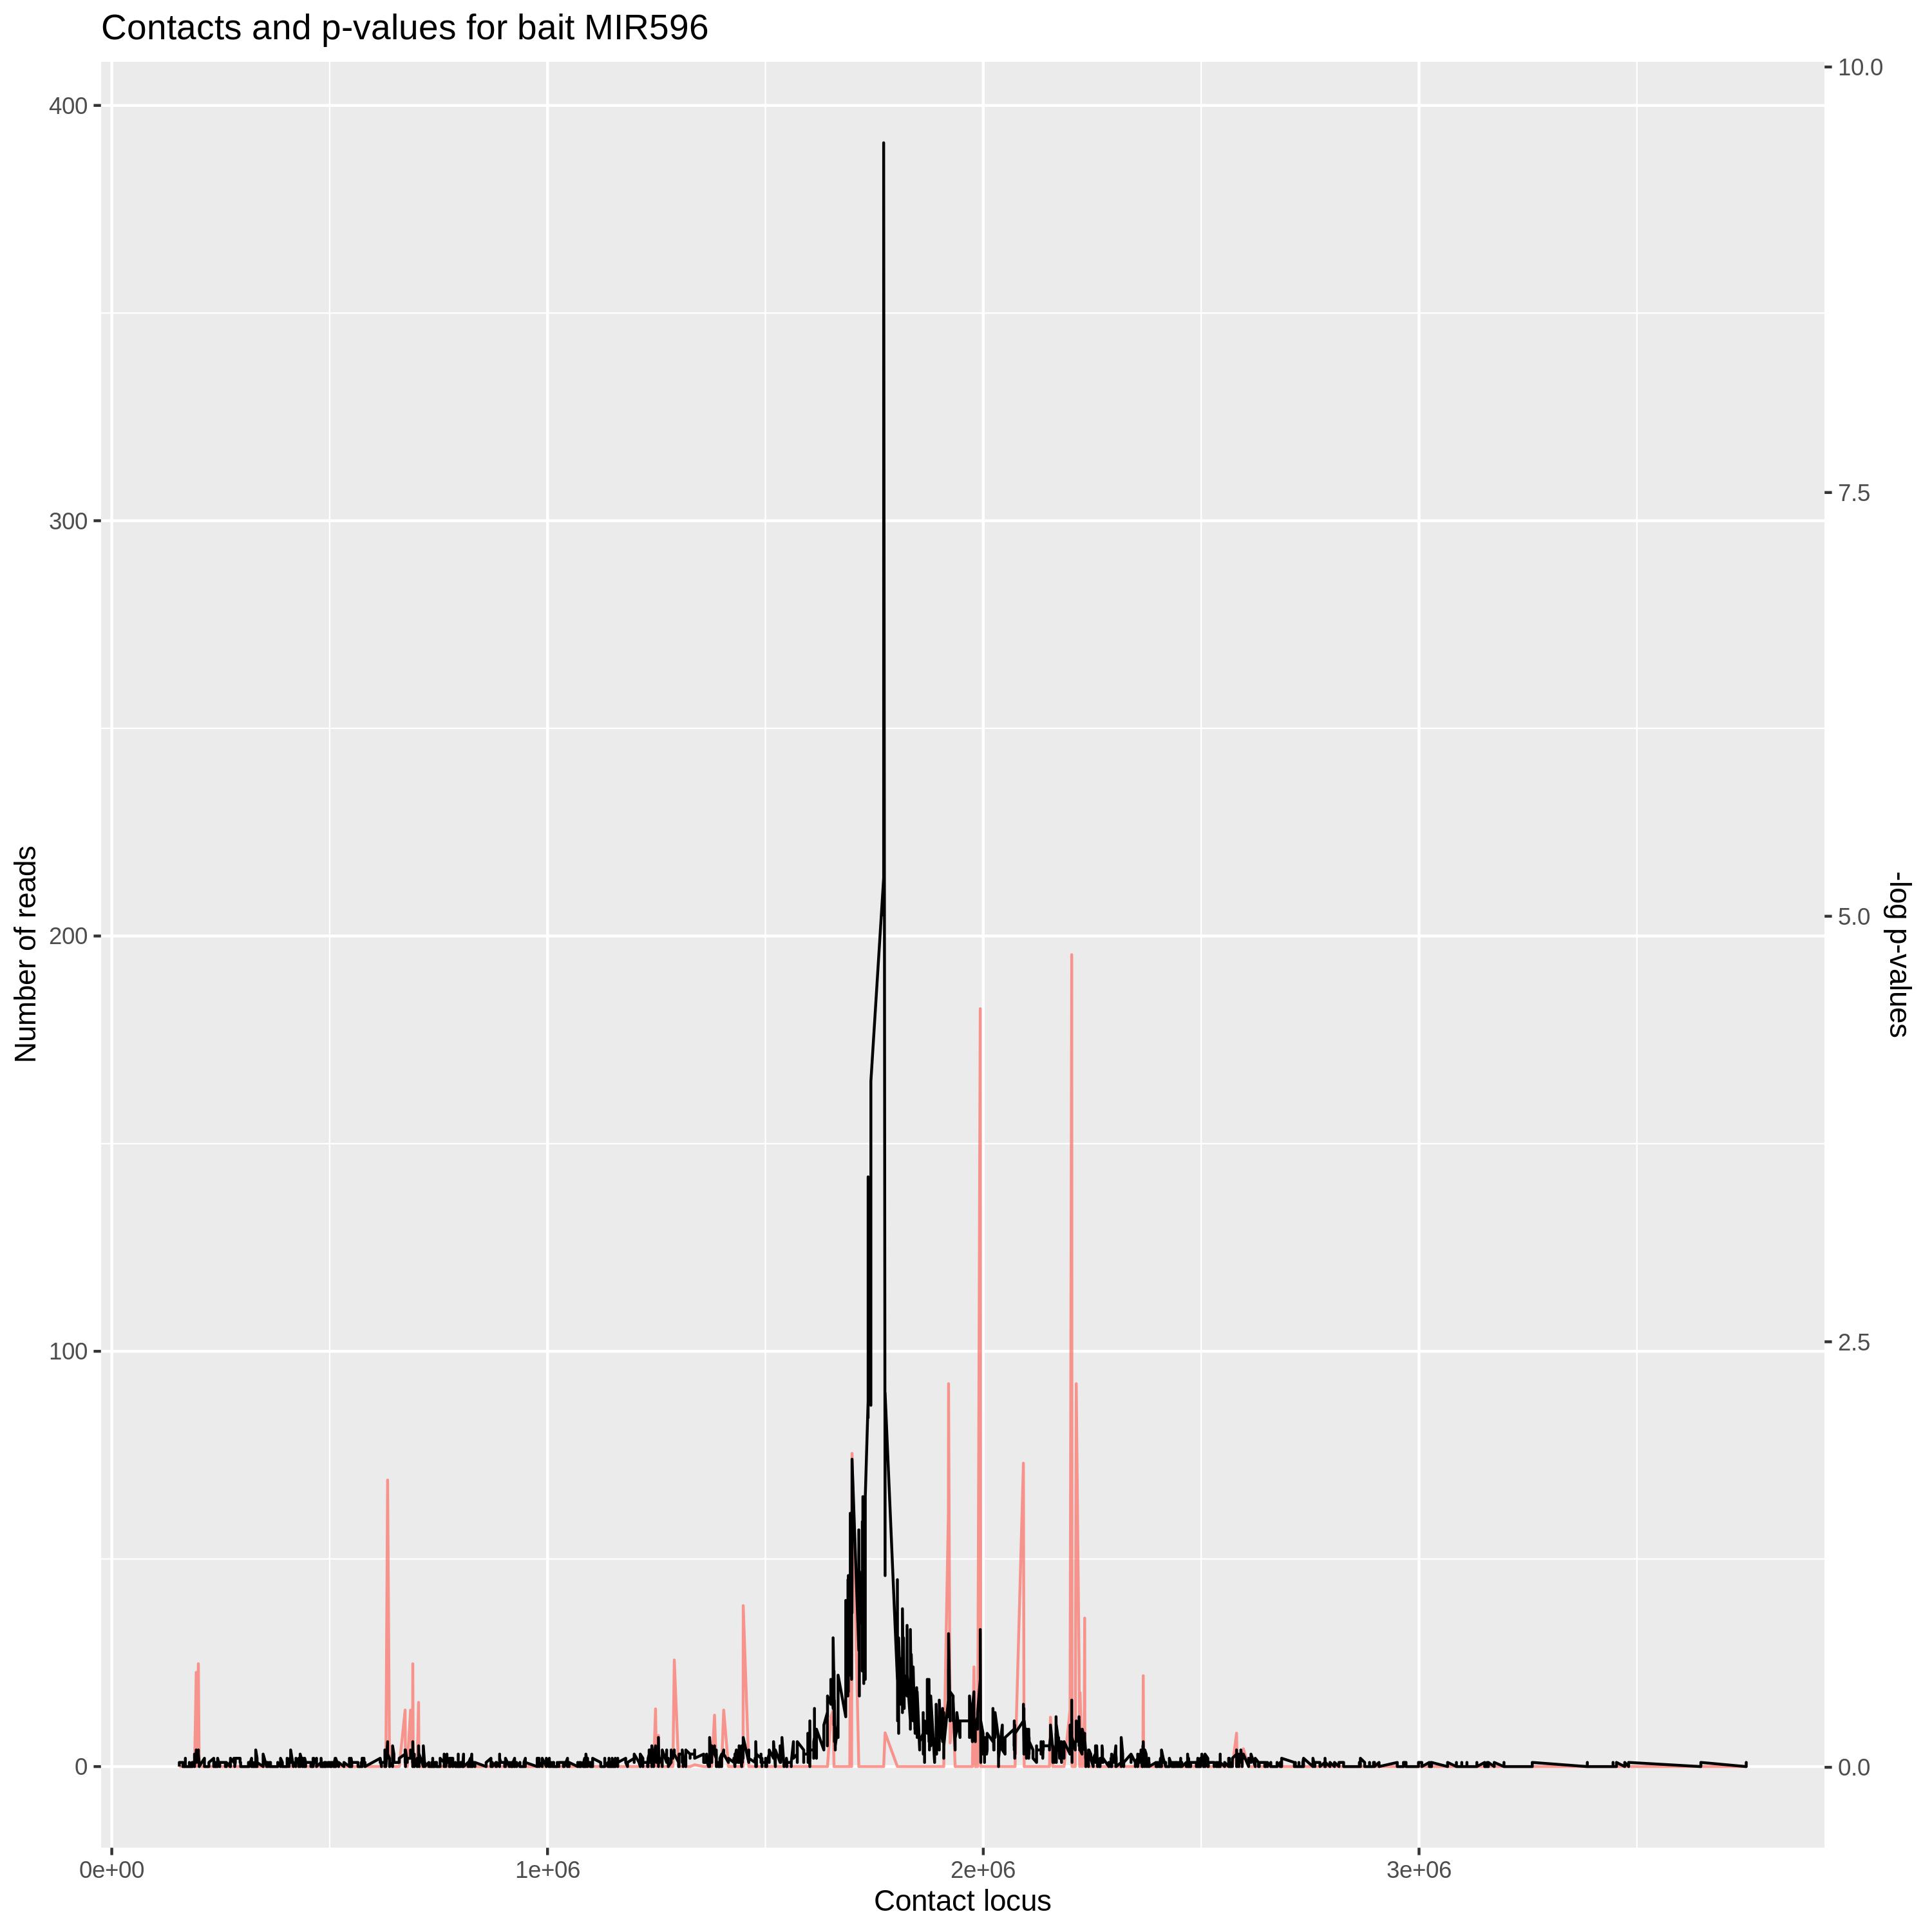 Contacts and p-values for bait MIR596
400
300
200
100
0
Number of reads
10.0
7.5
5.0
2.5
0.0
-log p-values
0e+00
1e+06
2e+06
3e+06
Contact locus